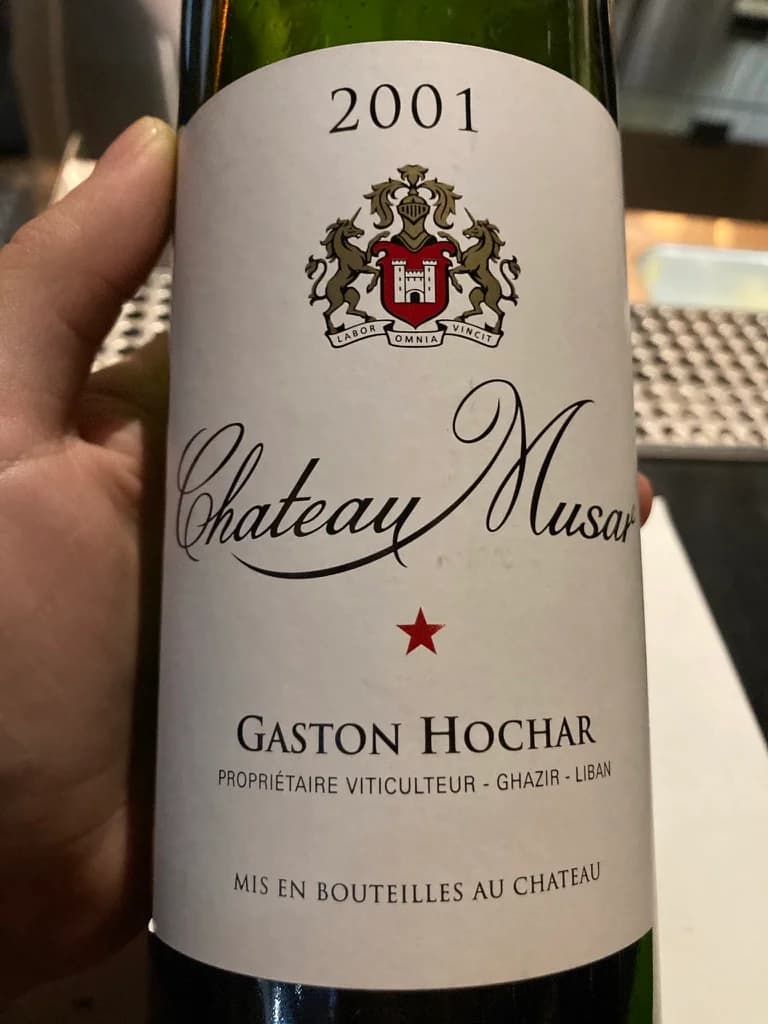 2001
LABOR OMNIA VINCIT
Chateau Musar
GASTON HOCHAR
PROPRIÉTAIRE VITICULTEUR - GHAZIR - LIBAN
MIS EN BOUTEILLES AU CHATEAU